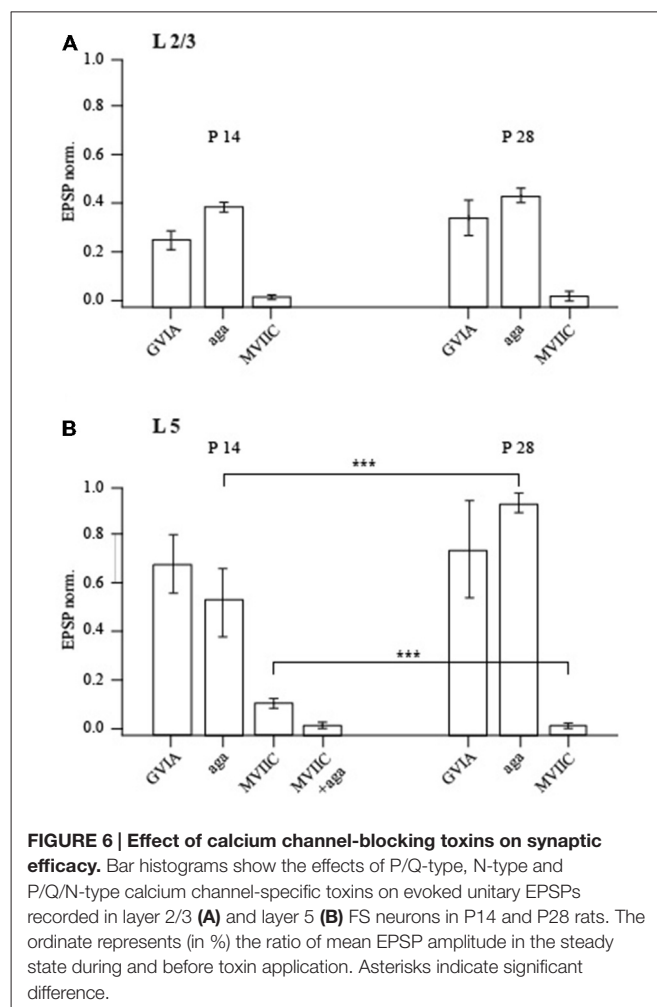 A L 2/3
1.0
0.8
0.6
0.4
0.2
0.0
EPSP norm.
P 14 P 28
GVIA aga MVIIC GVIA aga MVIIC
B L 5
P 14 P 28
***
1.0
0.8
0.6
0.4
0.2
0.0
EPSP norm.
***
GVIA aga MVIIC MVIIC +aga GVIA aga MVIIC
FIGURE 6 | Effect of calcium channel-blocking toxins on synaptic
efficacy. Bar histograms show the effects of P/Q-type, N-type and
P/Q/N-type calcium channel-specific toxins on evoked unitary EPSPs
recorded in layer 2/3 (A) and layer 5 (B) FS neurons in P14 and P28 rats. The
ordinate represents (in %) the ratio of mean EPSP amplitude in the steady
state during and before toxin application. Asterisks indicate significant
difference.